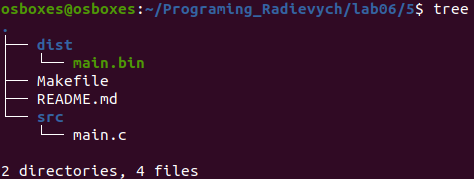 osboxes@osboxes:~/Programing_Radievych/lab06/5$ tree
.
├── dist
│   └── main.bin
├── Makefile
├── README.md
└── src
    └── main.c

2 directories, 4 files